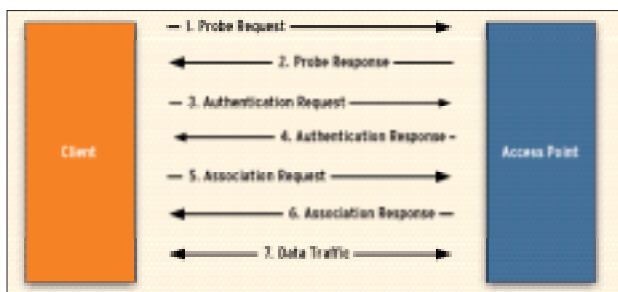 1. Probe Request
2. Probe Response
3. Authentication Request
4. Authentication Response
Client
Access Point
5. Association Request
6. Association Response
7. Data Traffic